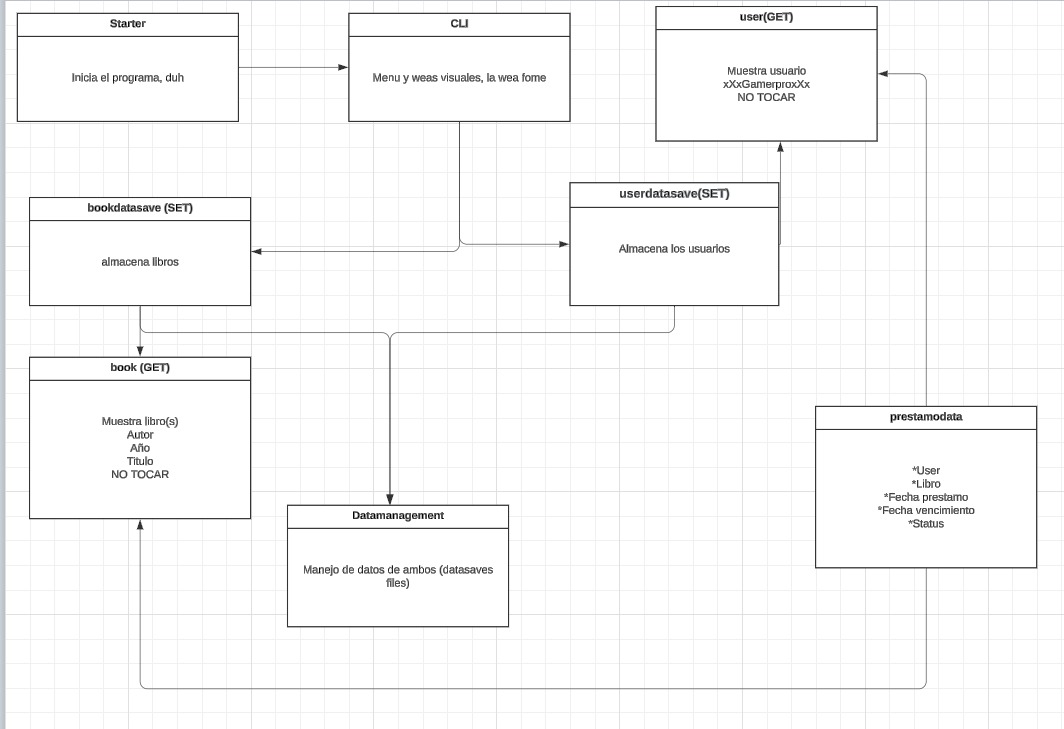 Starter
Inicia el programa, duh
CLI
Menu y weas visuales, la wea fome
user(GET)
Muestra usuario
xXxGamerproxXx
NO TOCAR
bookdatasave (SET)
almacena libros
userdatasave(SET)
Almacena los usuarios
book (GET)
Muestra libro(s)
Autor
Año
Titulo
NO TOCAR
Datamanagement
Manejo de datos de ambos (datasaves
files)
prestamodata
*User
*Libro
*Fecha prestamo
*Fecha vencimiento
*Status